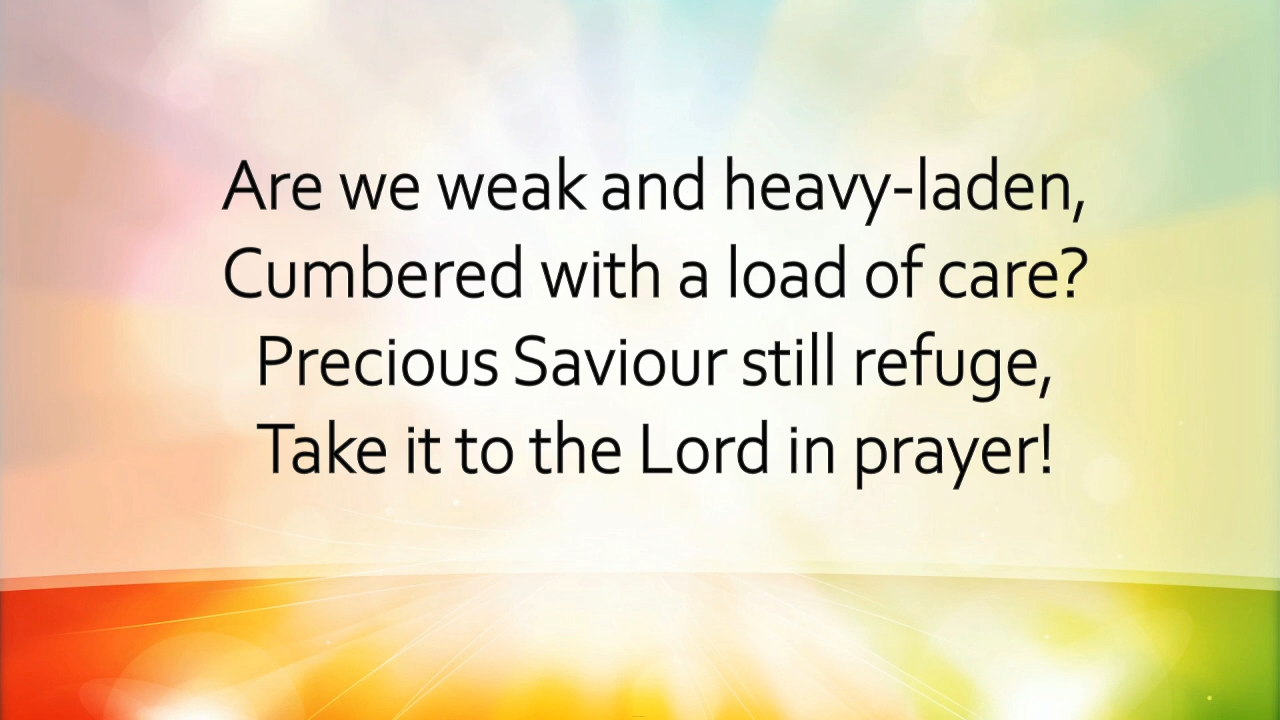 Are we weak and heavy-laden,
Cumbered with a load of care?
Precious Saviour still refuge,
Take it to the Lord in prayer!